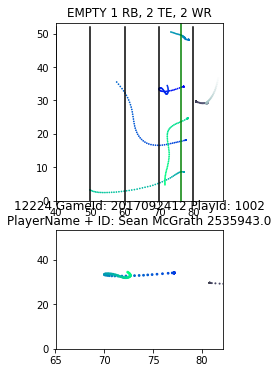 EMPTY 1 RB, 2 TE, 2 WR
50
40
30
20
10
0
40 50 60 70 80
12224 GameId: 2017092412 PlayId: 1002
PlayerName + ID: Sean McGrath 2535943.0
40
20
0
65 70 75 80